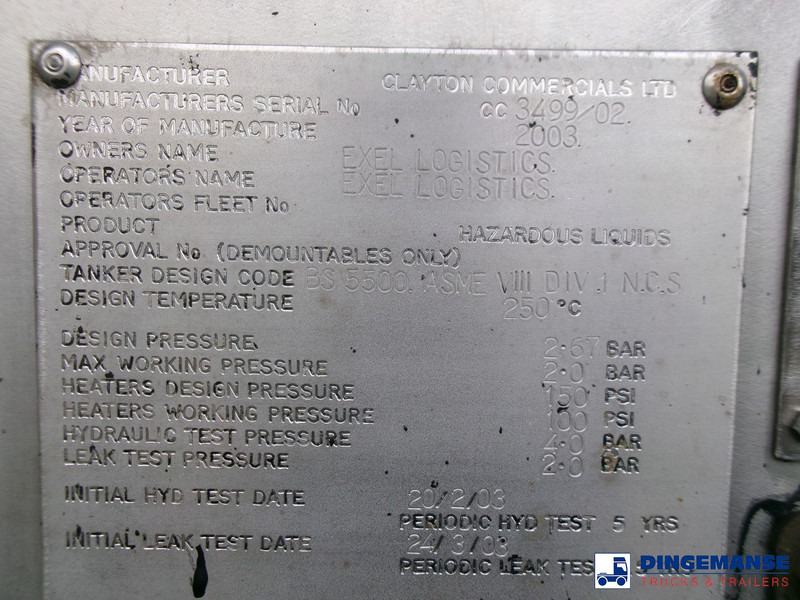 MANUFACTURER CLAYTON COMMERCIALS LTD
MANUFACTURERS SERIAL No CC 3499/02.
YEAR OF MANUFACTURE 2003.
OWNERS NAME EXEL LOGISTICS.
OPERATORS NAME EXEL LOGISTICS.
OPERATORS FLEET No
PRODUCT HAZARDOUS LIQUIDS
APPROVAL No (DEMOUNTABLES ONLY)
TANKER DESIGN CODE BS 5500. ASME VIII DIV.1 N.C.S
DESIGN TEMPERATURE 250 °C
DESIGN PRESSURE 2·67 BAR
MAX. WORKING PRESSURE 2·0 BAR
HEATERS DESIGN PRESSURE 150 PSI
HEATERS WORKING PRESSURE 100 PSI
HYDRAULIC TEST PRESSURE 4·0 BAR
LEAK TEST PRESSURE 2·0 BAR
INITIAL HYD TEST DATE 20/2/03
PERIODIC HYD TEST 5 YRS
INITIAL LEAK TEST DATE 24/3/03
PERIODIC LEAK TEST
DINGEMANSE
TRUCKS & TRAILERS